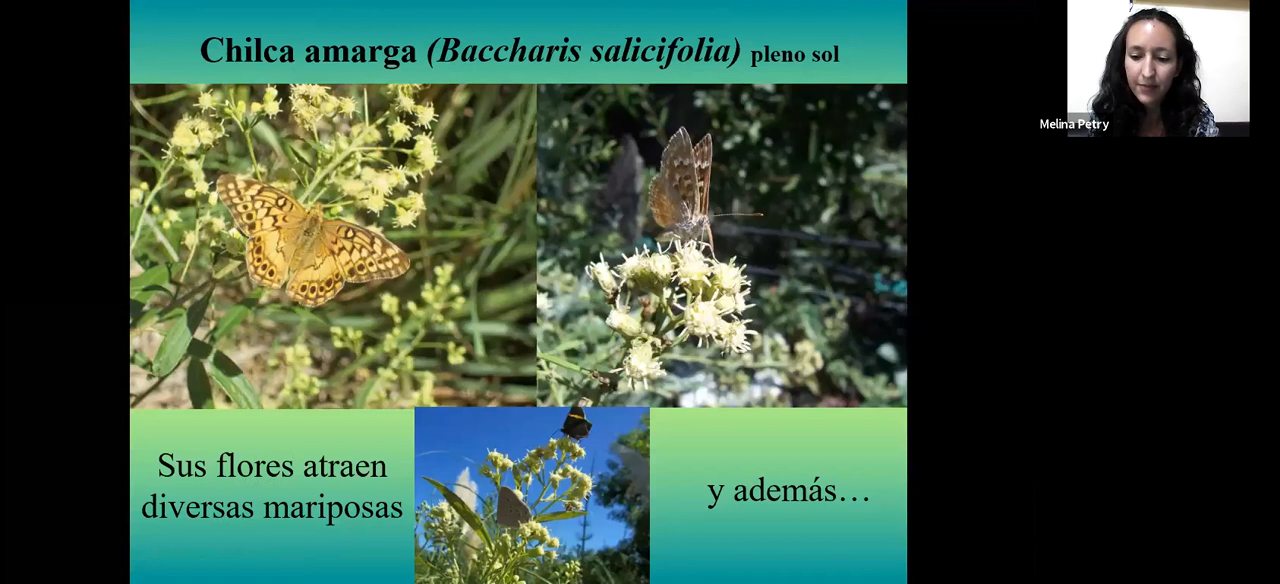 Chilca amarga (Baccharis salicifolia) pleno sol
Melina Petry
Sus flores atraen
diversas mariposas
y además…